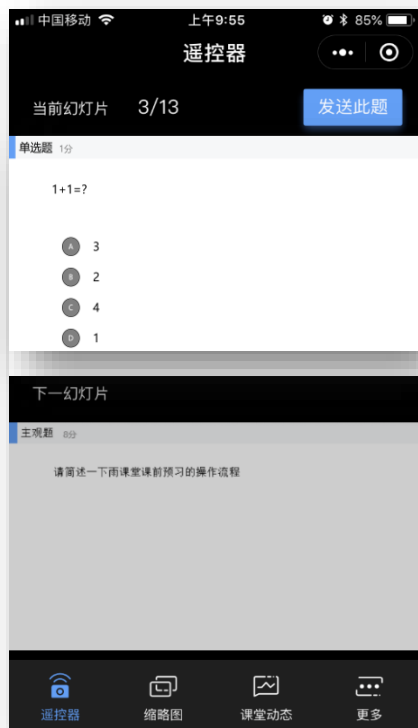 中国移动 上午9:55 85%
遥控器
当前幻灯片 3/13 发送此题
单选题 1分
1+1=?
A 3
B 2
C 4
D 1
下一幻灯片
主观题 8分
请简述一下雨课堂课前预习的操作流程
遥控器 缩略图 课堂动态 更多